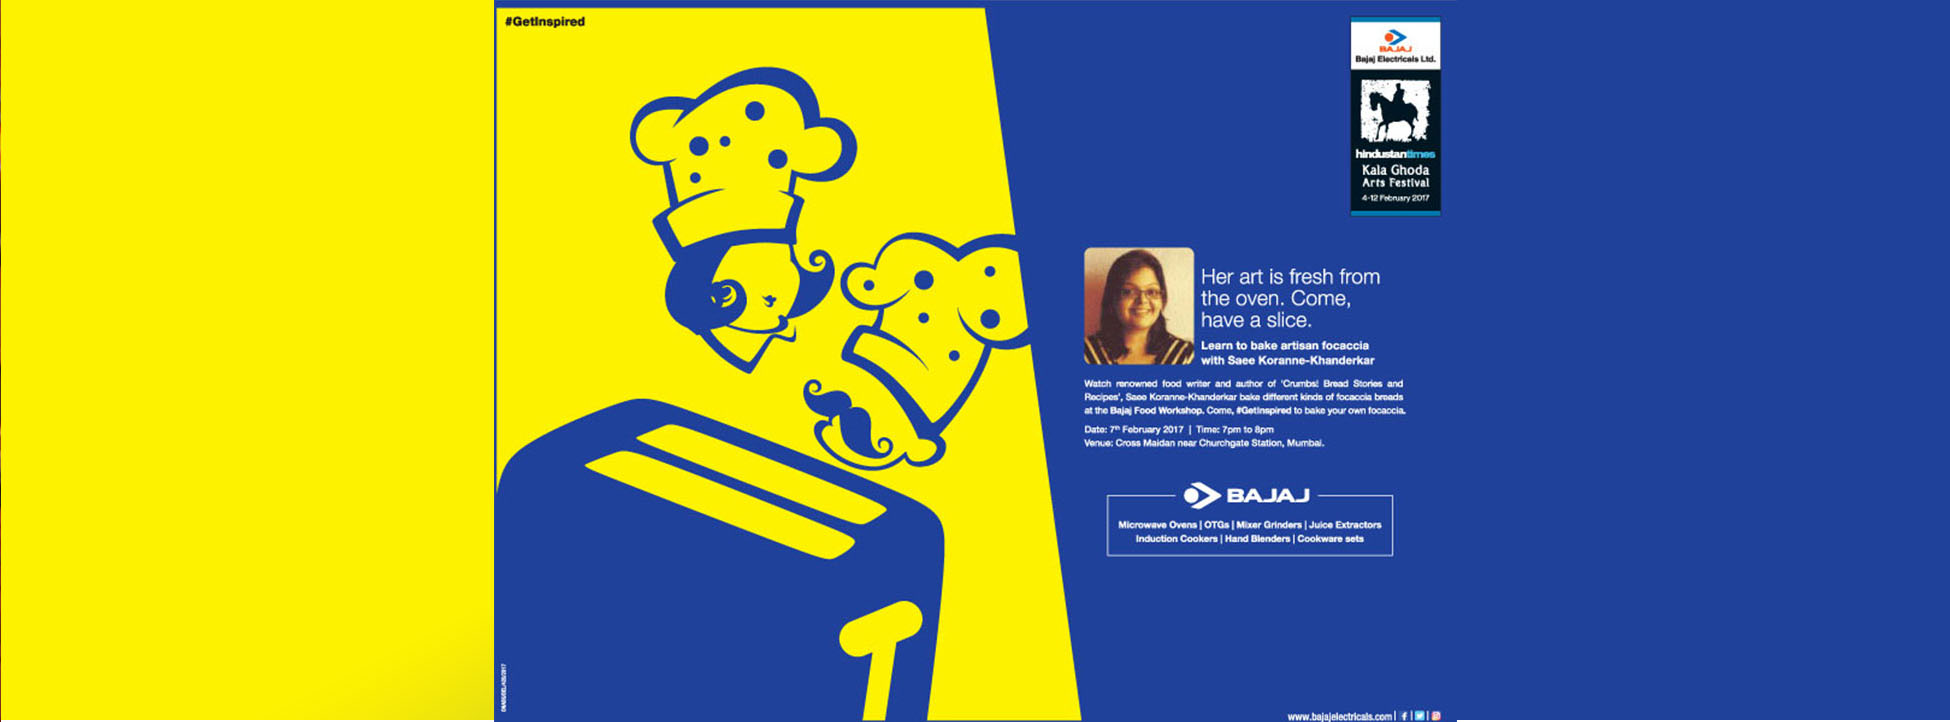 #GetInspired
BAJAJ
Bajaj Electricals Ltd.
hindustantimes
Kala Ghoda
Arts Festival
4-12 February 2017
Her art is fresh from
the oven. Come,
have a slice.
Learn to bake artisan focaccia
with Saee Koranne-Khanderkar
Watch renowned food writer and author of 'Crumbs! Bread Stories and
Recipes', Saee Koranne-Khanderkar bake different kinds of focaccia breads
at the Bajaj Food Workshop. Come, #GetInspired to bake your own focaccia.
Date: 7th February 2017 | Time: 7pm to 8pm
Venue: Cross Maidan near Churchgate Station, Mumbai.
BAJAJ
Microwave Ovens | OTGs | Mixer Grinders | Juice Extractors
Induction Cookers | Hand Blenders | Cookware sets
www.bajajelectricals.com